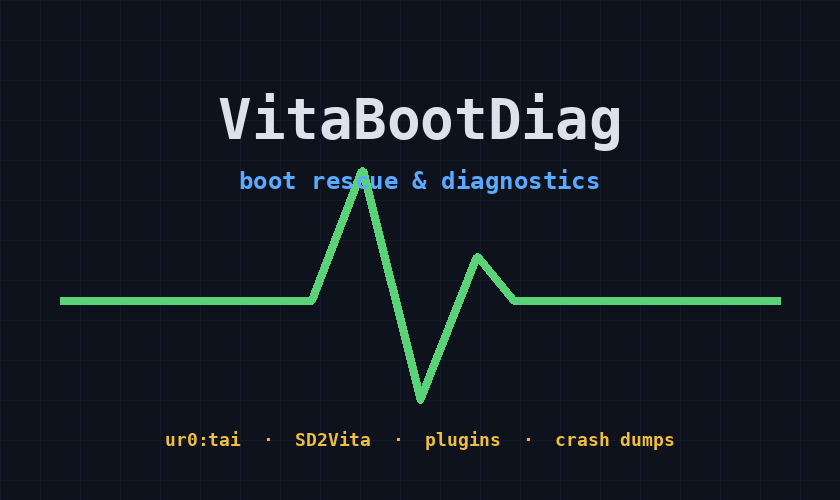 VitaBootDiag
boot rescue & diagnostics
ur0:tai · SD2Vita · plugins · crash dumps